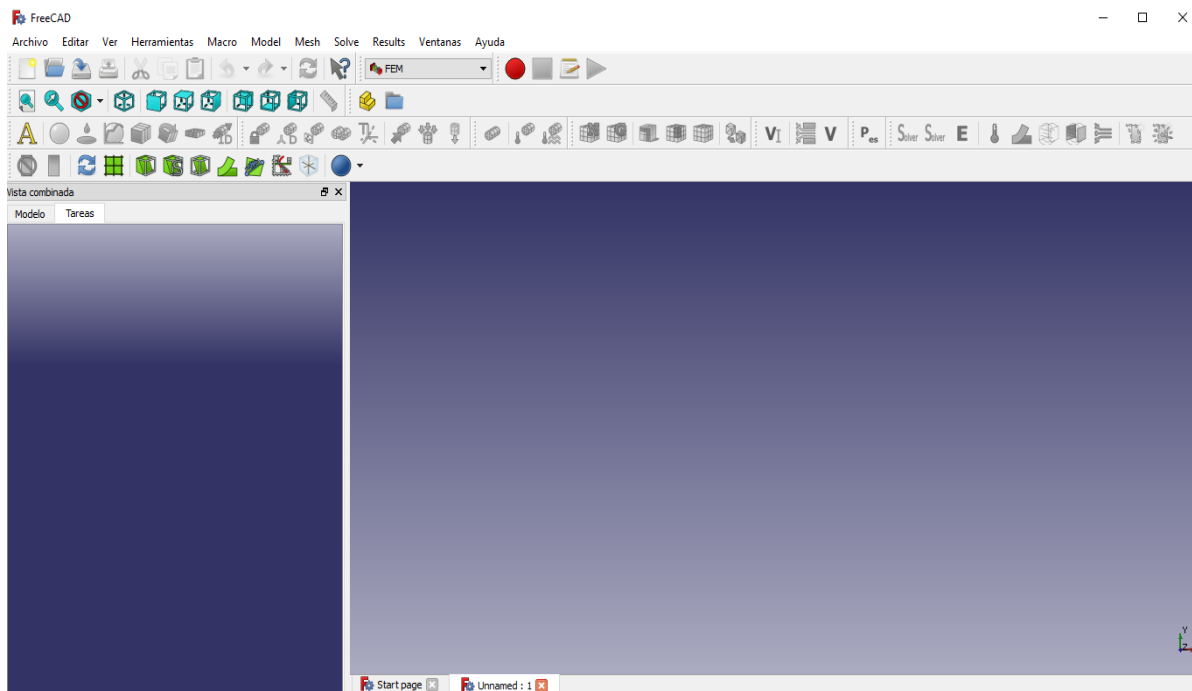 FreeCAD
Archivo Editar Ver Herramientas Macro Model Mesh Solve Results Ventanas Ayuda
FEM
A VI V Pes Solver Solver E
Vista combinada
Modelo Tareas
Y
Z
Start page Unnamed : 1